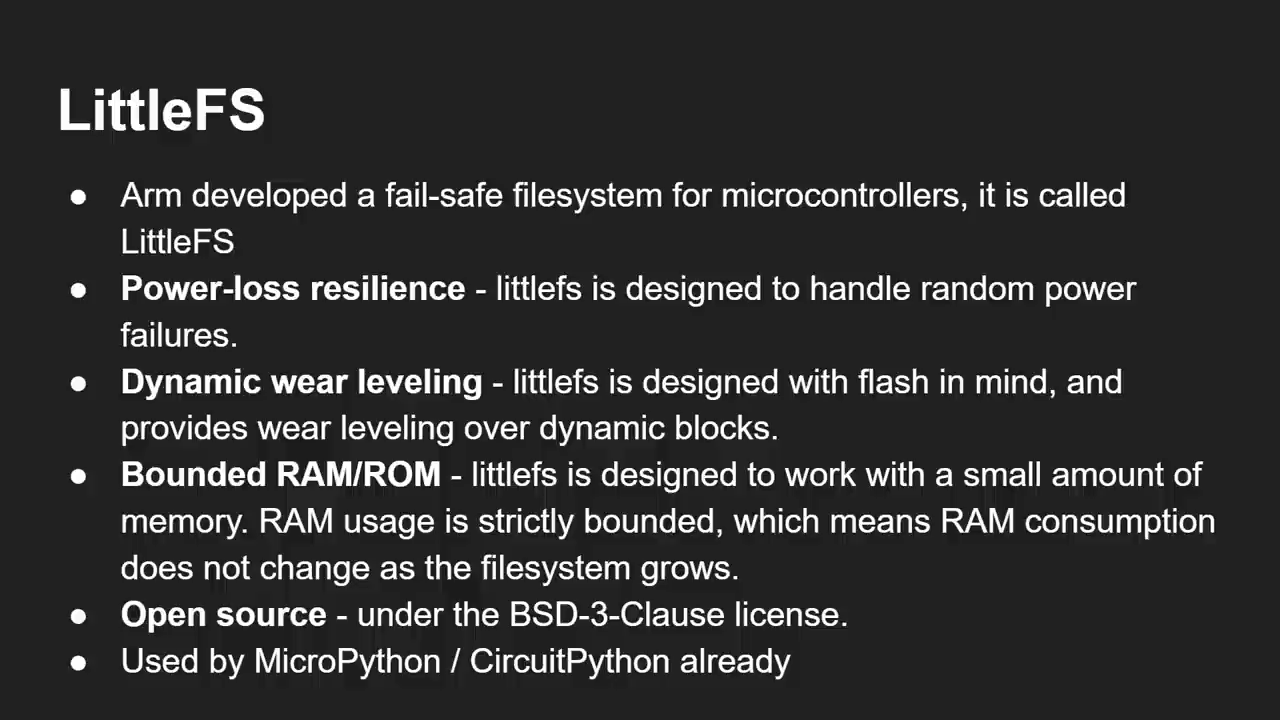 LittleFS
● Arm developed a fail-safe filesystem for microcontrollers, it is called
LittleFS
● Power-loss resilience - littlefs is designed to handle random power
failures.
● Dynamic wear leveling - littlefs is designed with flash in mind, and
provides wear leveling over dynamic blocks.
● Bounded RAM/ROM - littlefs is designed to work with a small amount of
memory. RAM usage is strictly bounded, which means RAM consumption
does not change as the filesystem grows.
● Open source - under the BSD-3-Clause license.
● Used by MicroPython / CircuitPython already